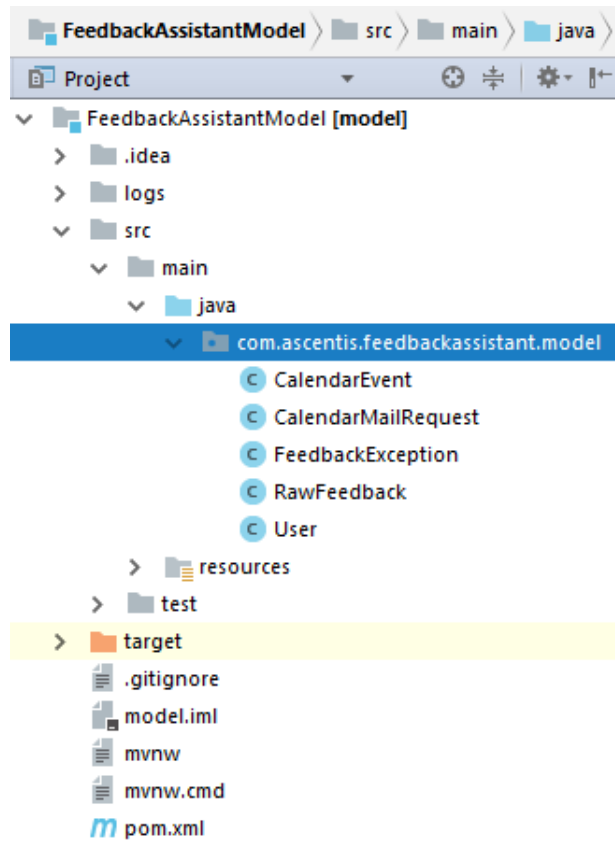 FeedbackAssistantModel src main java
Project
FeedbackAssistantModel [model]
.idea
logs
src
main
java
com.ascentis.feedbackassistant.model
C CalendarEvent
C CalendarMailRequest
C FeedbackException
C RawFeedback
C User
resources
test
target
.gitignore
model.iml
mvnw
mvnw.cmd
m pom.xml